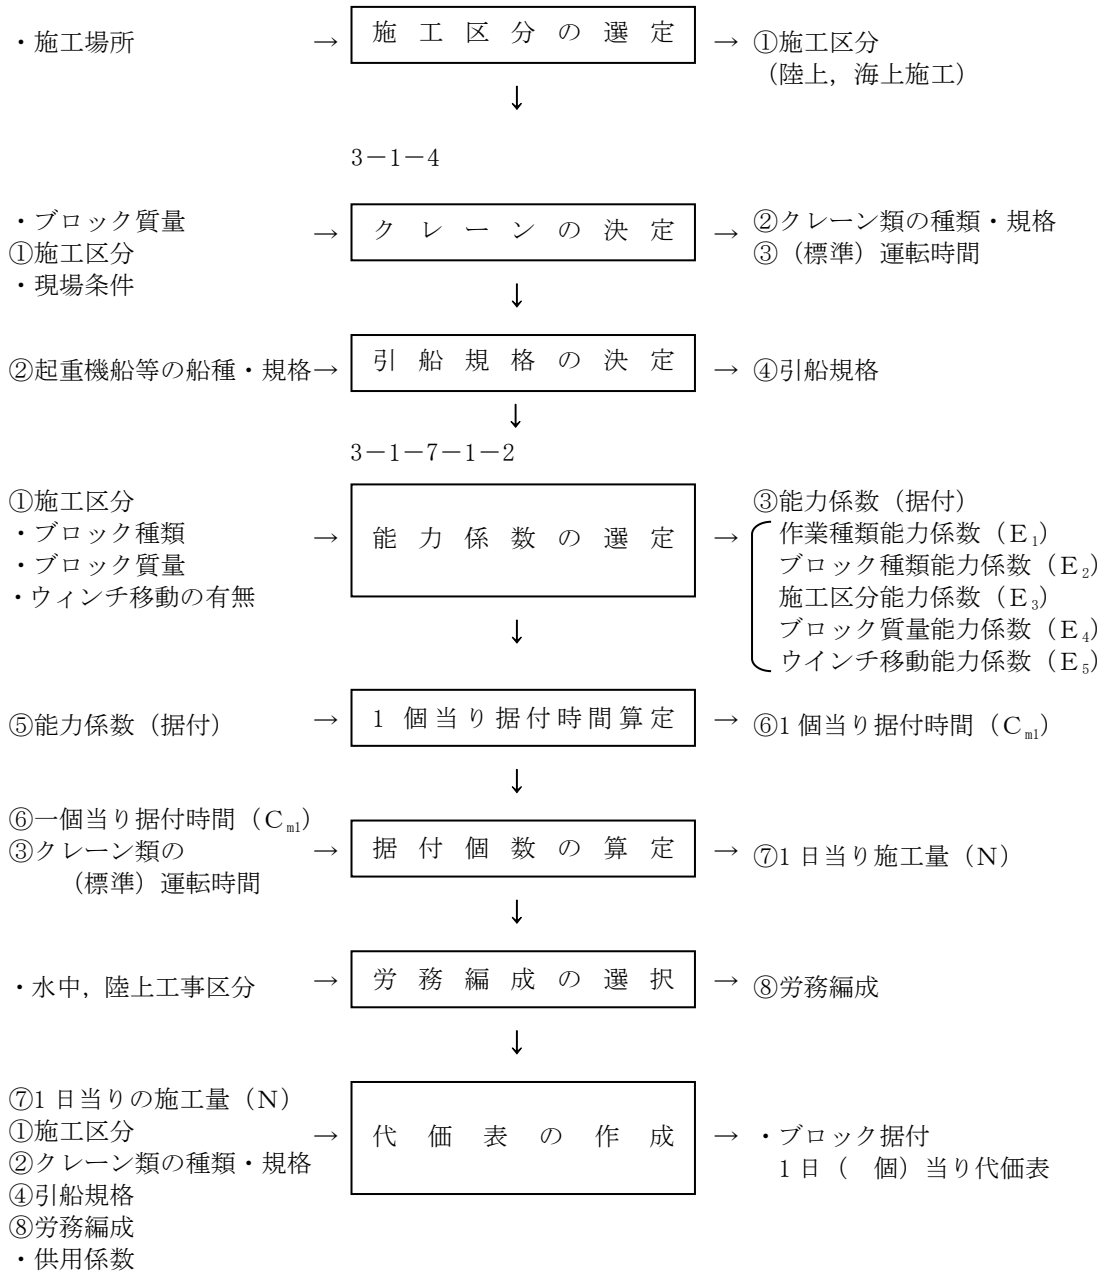 ・施工場所 → 施工区分の選定 → ①施工区分
(陸上，海上施工)
↓
3－1－4
・ブロック質量
①施工区分
・現場条件
→ クレーンの決定 →
②クレーン類の種類・規格
③（標準）運転時間
↓
②起重機船等の船種・規格→ 引船規格の決定 → ④引船規格
↓
3－1－7－1－2
①施工区分
・ブロック種類
・ブロック質量
・ウィンチ移動の有無
→ 能力係数の選定 →
③能力係数（据付）
作業種類能力係数（E₁）
ブロック種類能力係数（E₂）
施工区分能力係数（E₃）
ブロック質量能力係数（E₄）
ウインチ移動能力係数（E₅）
↓
⑤能力係数（据付） → 1個当り据付時間算定 → ⑥1個当り据付時間（Cm1）
↓
⑥一個当り据付時間（Cm1）
③クレーン類の
（標準）運転時間
→ 据付個数の算定 → ⑦1日当り施工量（N）
↓
・水中，陸上工事区分 → 労務編成の選択 → ⑧労務編成
↓
⑦1日当りの施工量（N）
①施工区分
②クレーン類の種類・規格
④引船規格
⑧労務編成
・供用係数
→ 代価表の作成 →
・ブロック据付
1日（　個）当り代価表